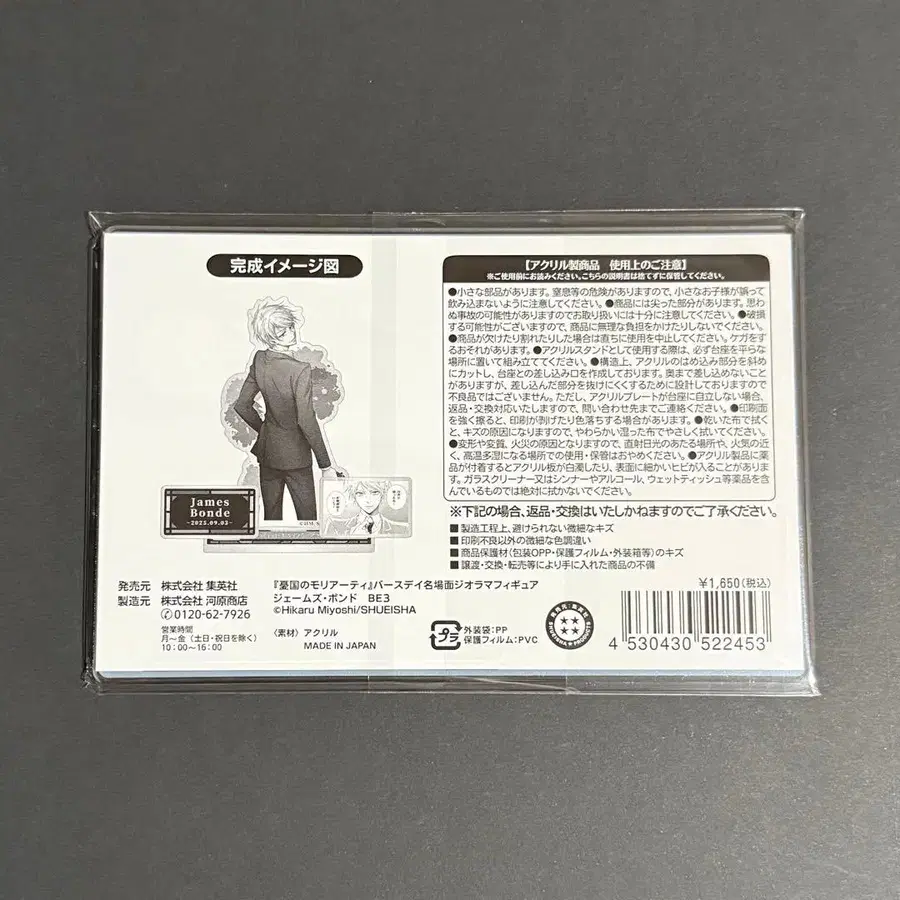 完成イメージ図
James
Bonde
-2025.09.05-
【アクリル製商品 使用上のご注意】
※ご使用前にお読みください。こちらの説明書は捨てずに保管してください。
●小さな部品があります。窒息等の危険がありますので、小さなお子様が誤って
飲み込まないように注意してください。●商品には尖った部分があります。思わ
ぬ事故の可能性がありますのでお取り扱いには十分に注意してください。●破損
する可能性がございますので、商品に無理な負担をかけたりしないでください。
●商品が欠けたり割れたりした場合は直ちに使用を中止してください。ケガをす
るおそれがあります。●アクリルスタンドとして使用する際は、必ず台座を平らな
場所に置いて組み立ててください。●構造上、アクリルのはめ込み部分を斜め
にカットし、台座との差し込み口を作成しております。奥まで差し込めないこと
がありますが、差し込んだ部分を抜けにくくするために設計しておりますので
不良品ではございません。ただし、アクリルプレートが台座に自立しない場合、
返品・交換対応いたしますので、問い合わせ先までご連絡ください。●印刷面
を強く擦ると、印刷が剥げたり色落ちする場合があります。●乾いた布で拭く
と、キズの原因になりますので、やわらかい湿った布でやさしく拭いてください。
●変形や変質、火災の原因となりますので、直射日光のあたる場所や、火気の近
く、高温多湿になる場所での使用・保管はおやめください。●アクリル製品に薬
品が付着するとアクリル板が白濁したり、表面に細かいヒビが入ることがありま
す。ガラスクリーナー又はシンナーやアルコール、ウェットティッシュ等薬品を含
んでいるものでは絶対に拭かないでください。
※下記の場合、返品・交換はいたしかねますのでご了承ください。
■製造工程上、避けられない微細なキズ
■印刷不良以外の微細な色調違い
■商品保護材（包装OPP・保護フィルム・外装箱等）のキズ
■譲渡・交換・転売等により手に入れた商品の不備
発売元 株式会社 集英社
製造元 株式会社 河原商店
0120-62-7926
営業時間
月～金（土日・祝日を除く）
10：00～16：00
『憂国のモリアーティ』バースデイ名場面ジオラマフィギュア
ジェームズ・ボンド BE3
©Hikaru Miyoshi/SHUEISHA
〈素材〉アクリル
MADE IN JAPAN
プラ
外装袋：PP
保護フィルム：PVC
¥1,650（税込）
4 530430 522453